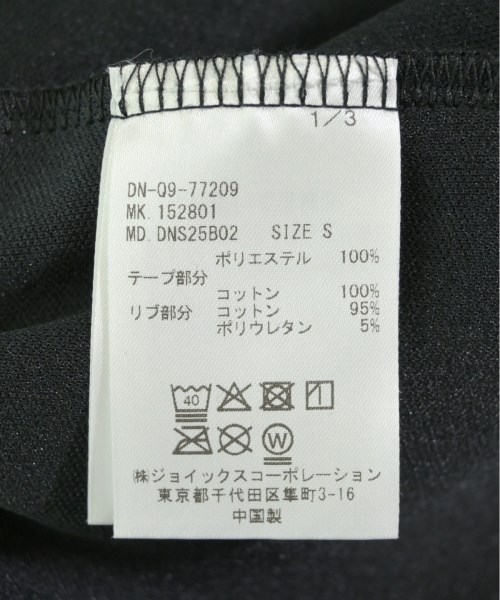 1/3
DN-Q9-77209
MK. 152801
MD. DNS25B02 SIZE S
ポリエステル 100%
テープ部分
コットン 100%
リブ部分 コットン 95%
ポリウレタン 5%
40
W
㈱ジョイックスコーポレーション
東京都千代田区隼町3-16
中国製